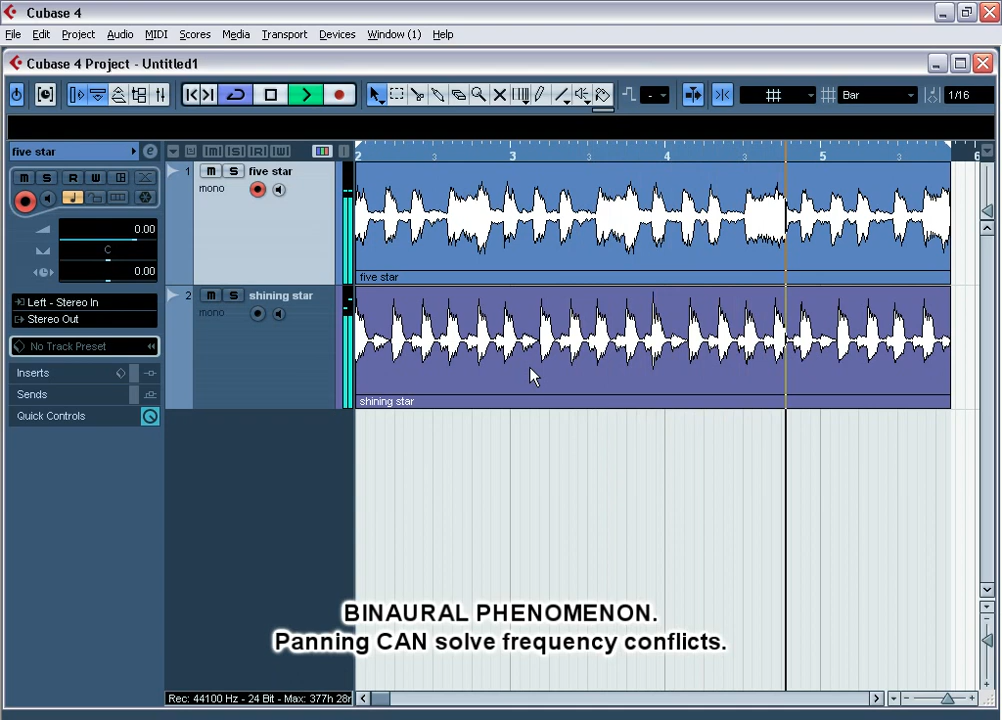 Cubase 4
File Edit Project Audio MIDI Scores Media Transport Devices Window (1) Help
Cubase 4 Project - Untitled1
- Bar 1/16
five star e
M S R W
0.00
C
0.00
Left - Stereo In
Stereo Out
No Track Preset
Inserts
Sends
Quick Controls
[M] [S] [R] [W]
1 M S five star
mono
2 M S shining star
mono
2 3 3 3 4 3 5 3 6
five star
shining star
BINAURAL PHENOMENON.
Panning CAN solve frequency conflicts.
Rec: 44100 Hz - 24 Bit - Max: 377h 28r